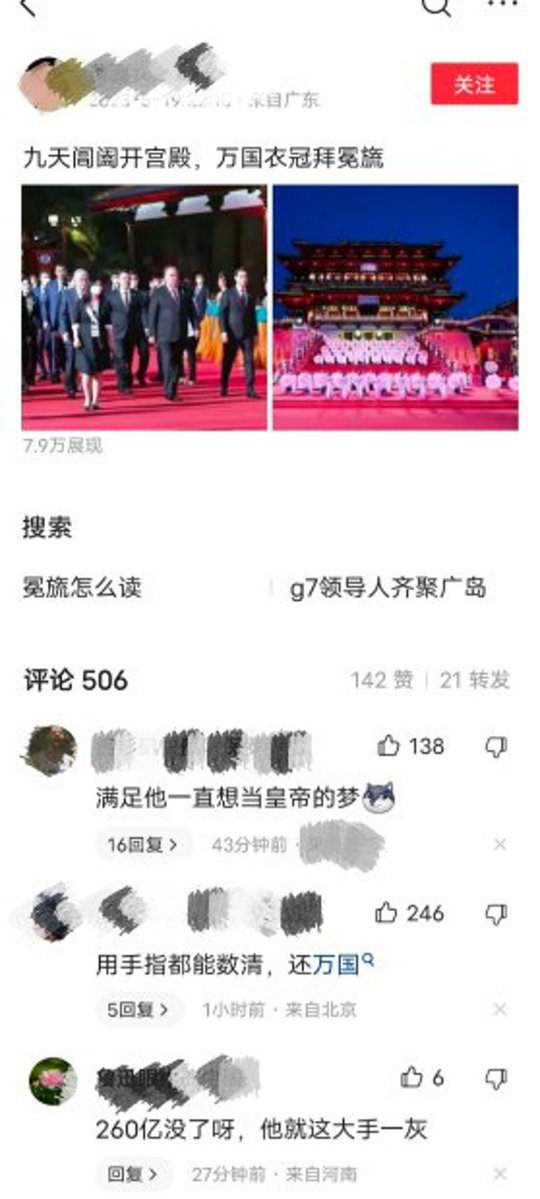 关注
来自广东
九天阊阖开宫殿，万国衣冠拜冕旒
7.9万展现
搜索
冕旒怎么读
g7领导人齐聚广岛
评论 506
142 赞
21 转发
138
满足他一直想当皇帝的梦
16回复 >
43分钟前 ·
246
用手指都能数清，还万国
5回复 >
1小时前 · 来自北京
6
260亿没了呀，他就这大手一灰
回复 >
27分钟前 · 来自河南